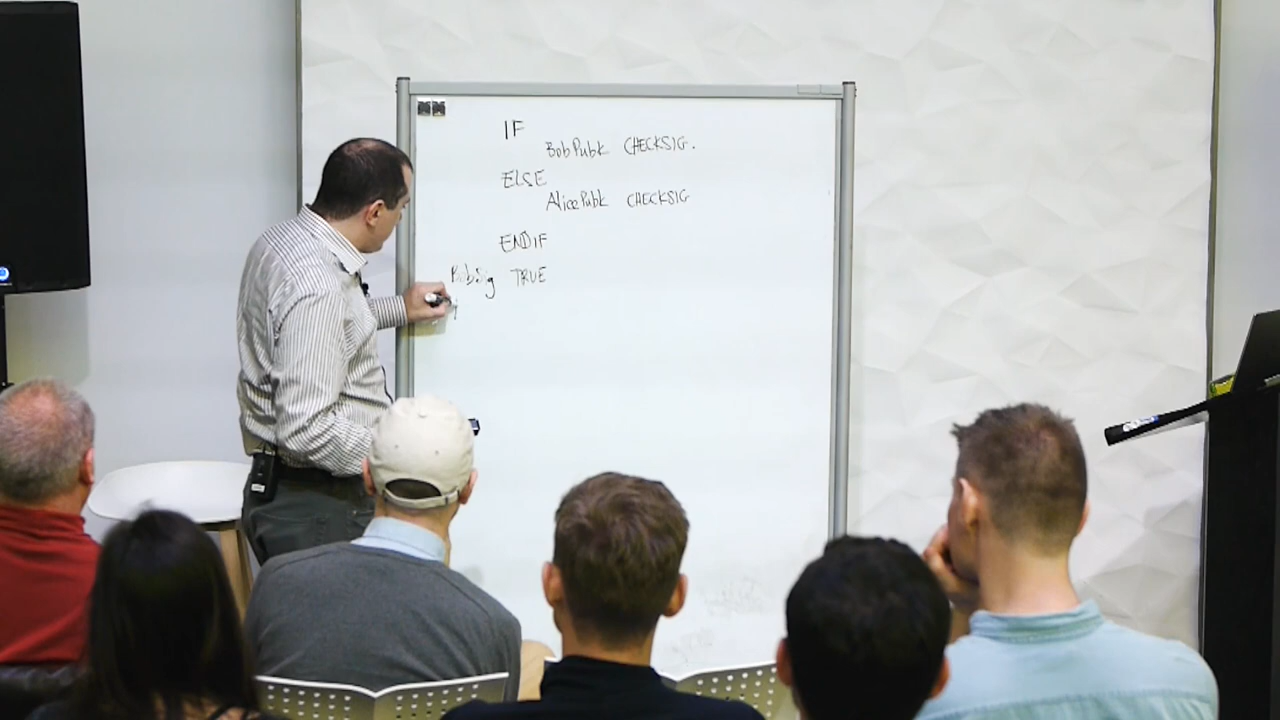 IF
BobPubk CHECKSIG.
ELSE
AlicePubk CHECKSIG
ENDIF
BobSig TRUE